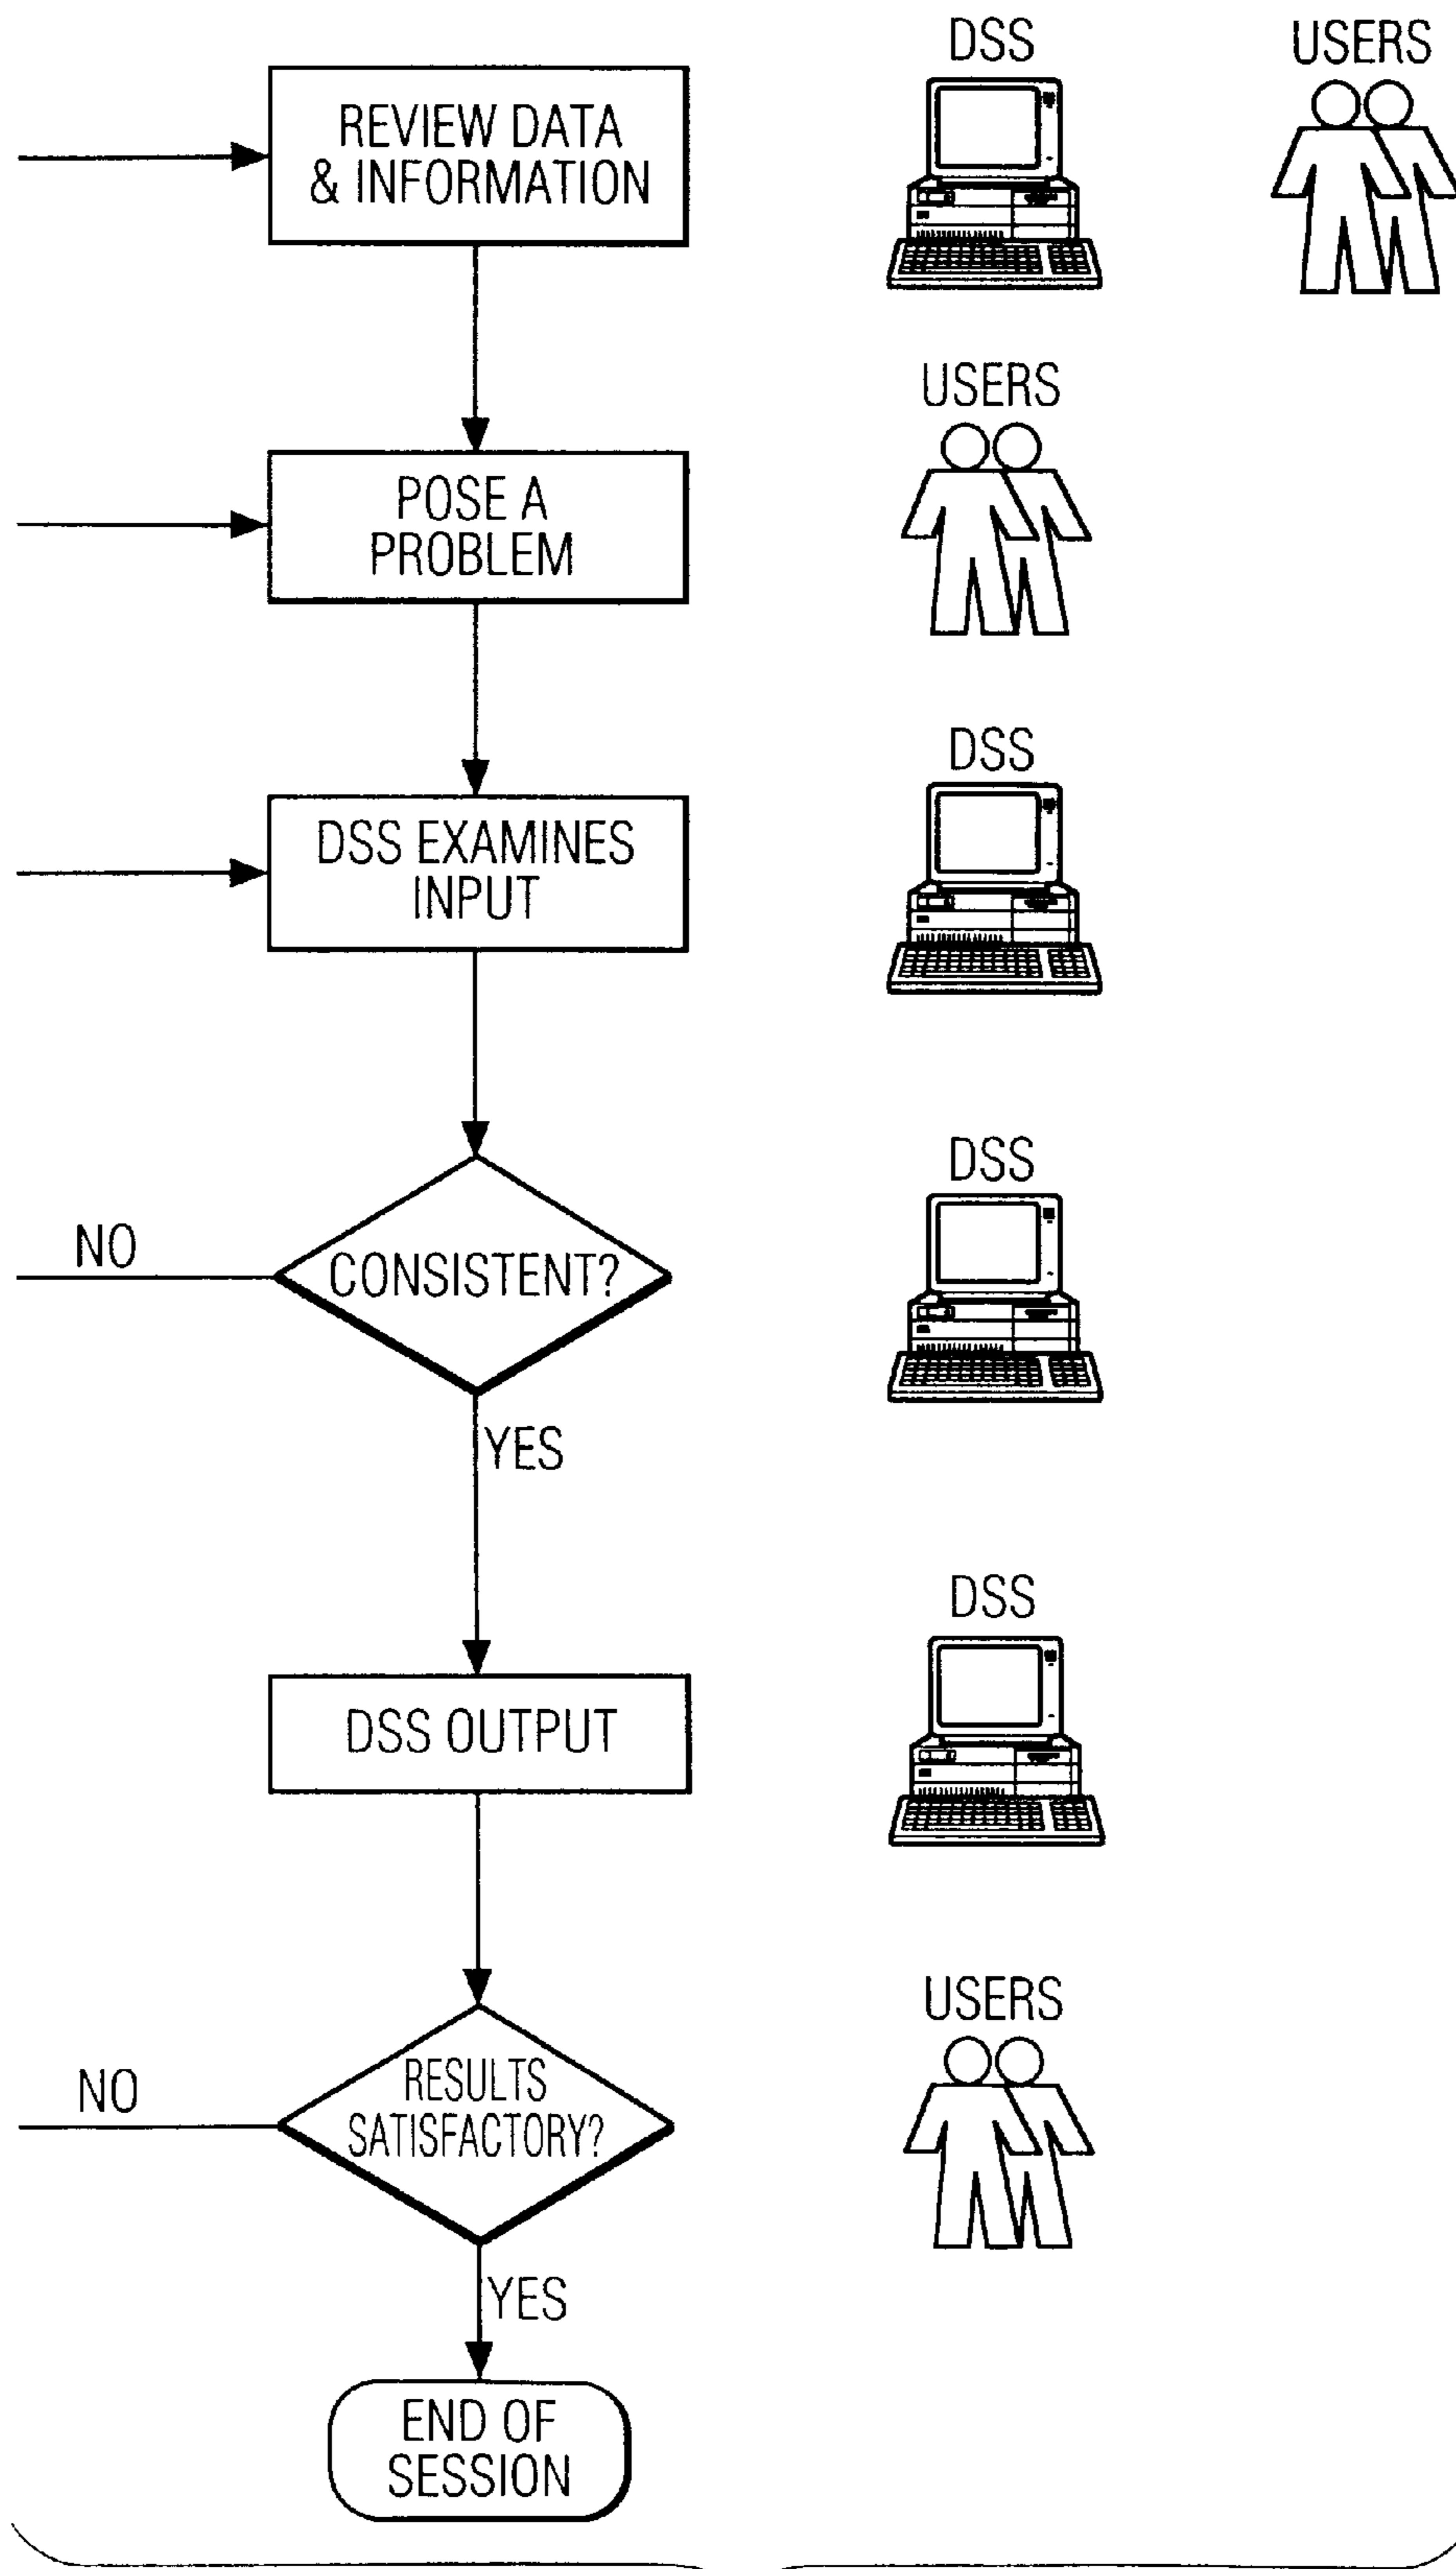 DSS
USERS
REVIEW DATA
& INFORMATION
USERS
POSE A
PROBLEM
DSS
DSS EXAMINES
INPUT
DSS
NO
CONSISTENT?
YES
DSS
DSS OUTPUT
USERS
NO
RESULTS
SATISFACTORY?
YES
END OF
SESSION